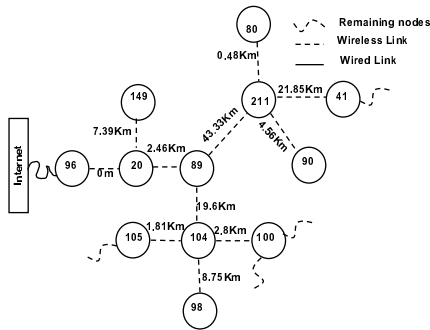 80
Remaining nodes
Wireless Link
Wired Link
0.48Km
149
211
21.85Km
41
7.39Km
43.33Km
4.56Km
2.46Km
Internet
96
0m
20
89
90
19.6Km
105
1.81Km
104
2.8Km
100
8.75Km
98